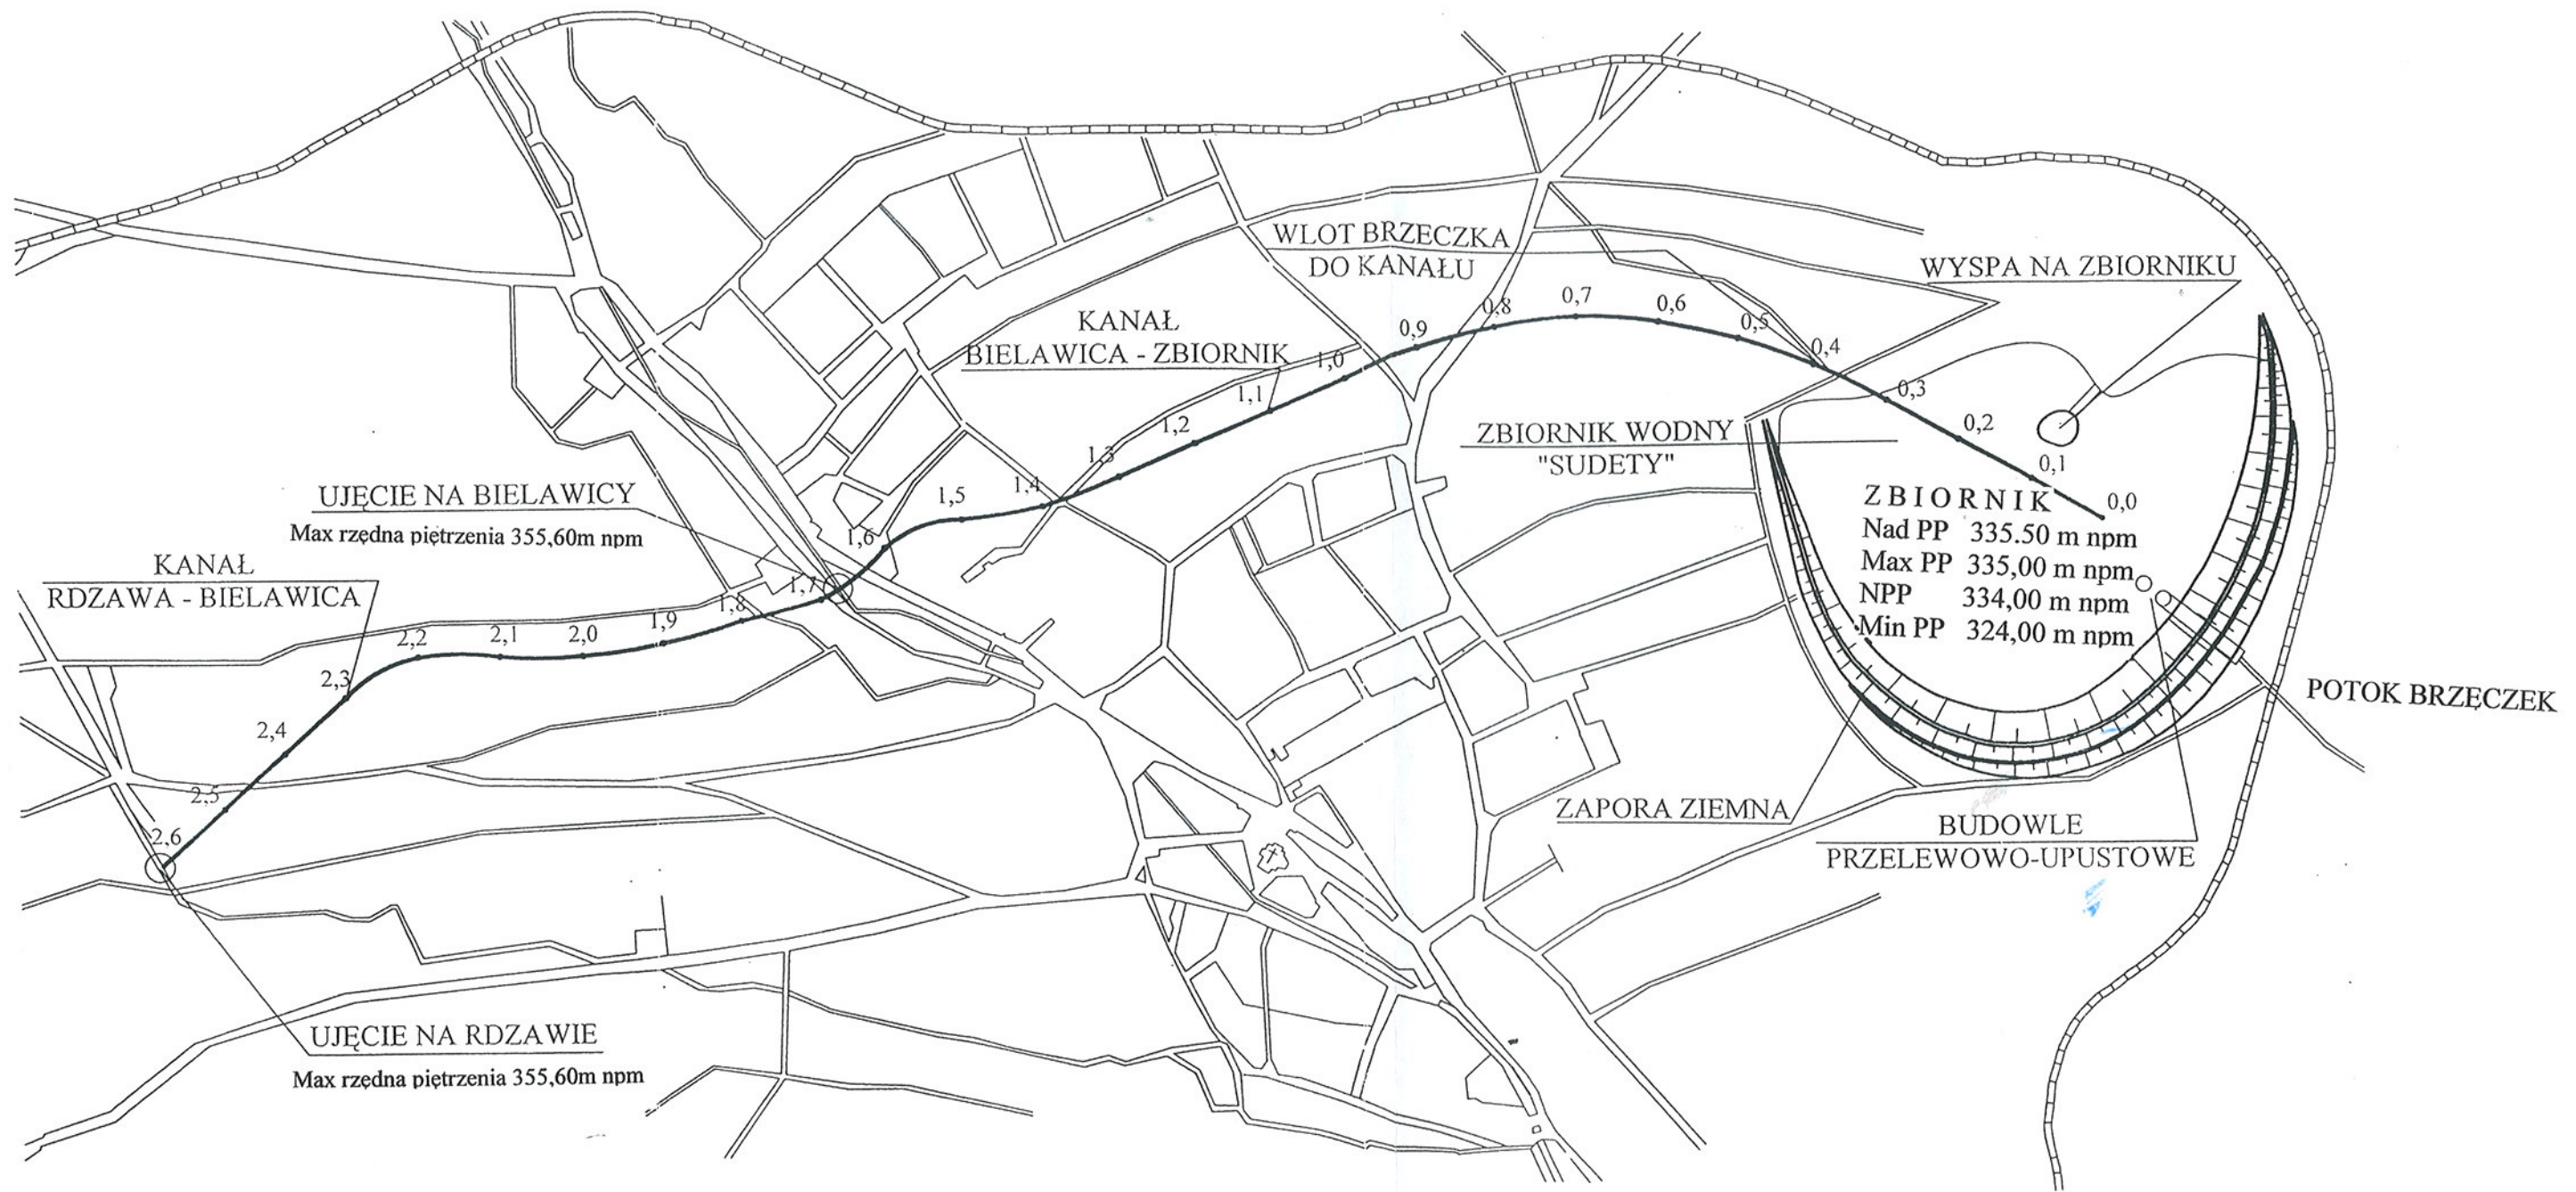 WLOT BRZECZKA
DO KANAŁU
WYSPA NA ZBIORNIKU
KANAŁ
BIELAWICA - ZBIORNIK
0,9
0,8
0,7
0,6
0,5
0,4
0,3
0,2
0,1
0,0
1,0
1,1
1,2
1,3
1,4
1,5
1,6
1,7
1,8
1,9
2,0
2,1
2,2
2,3
2,4
2,5
2,6
ZBIORNIK WODNY
"SUDETY"
UJĘCIE NA BIELAWICY
Max rzędna piętrzenia 355,60m npm
KANAŁ
RDZAWA - BIELAWICA
ZBIORNIK
Nad PP 335.50 m npm
Max PP 335,00 m npm
NPP 334,00 m npm
Min PP 324,00 m npm
POTOK BRZĘCZEK
ZAPORA ZIEMNA
BUDOWLE
PRZELEWOWO-UPUSTOWE
UJĘCIE NA RDZAWIE
Max rzędna piętrzenia 355,60m npm